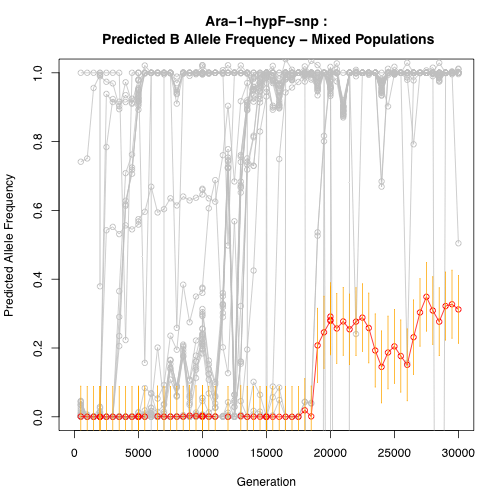 Ara−1−hypF−snp :
Predicted B Allele Frequency − Mixed Populations
Predicted Allele Frequency
1.0
0.8
0.6
0.4
0.2
0.0
0 5000 10000 15000 20000 25000 30000
Generation